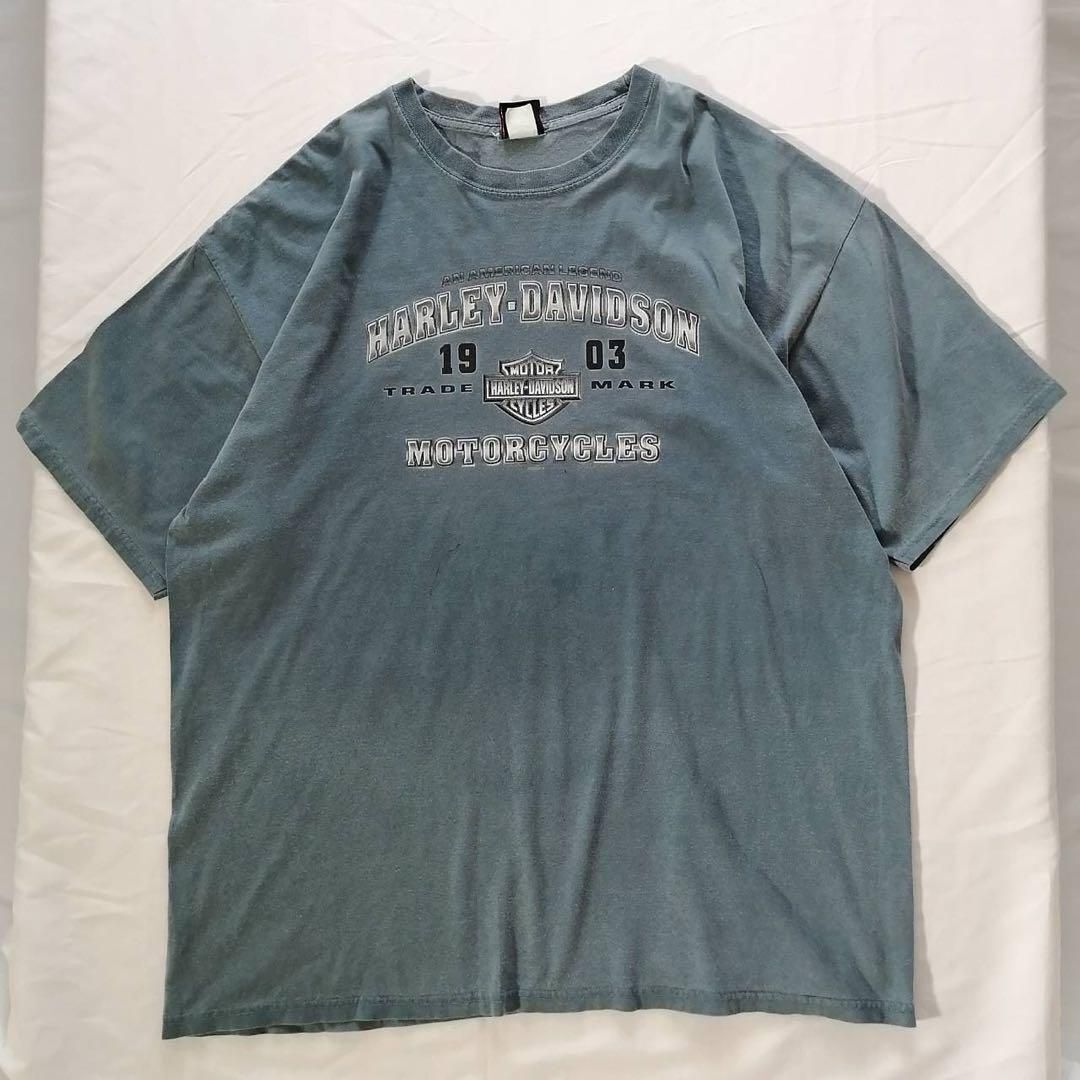 AN AMERICAN LEGEND
HARLEY-DAVIDSON
19 03
TRADE MARK
MOTOR
HARLEY-DAVIDSON
CYCLES
MOTORCYCLES